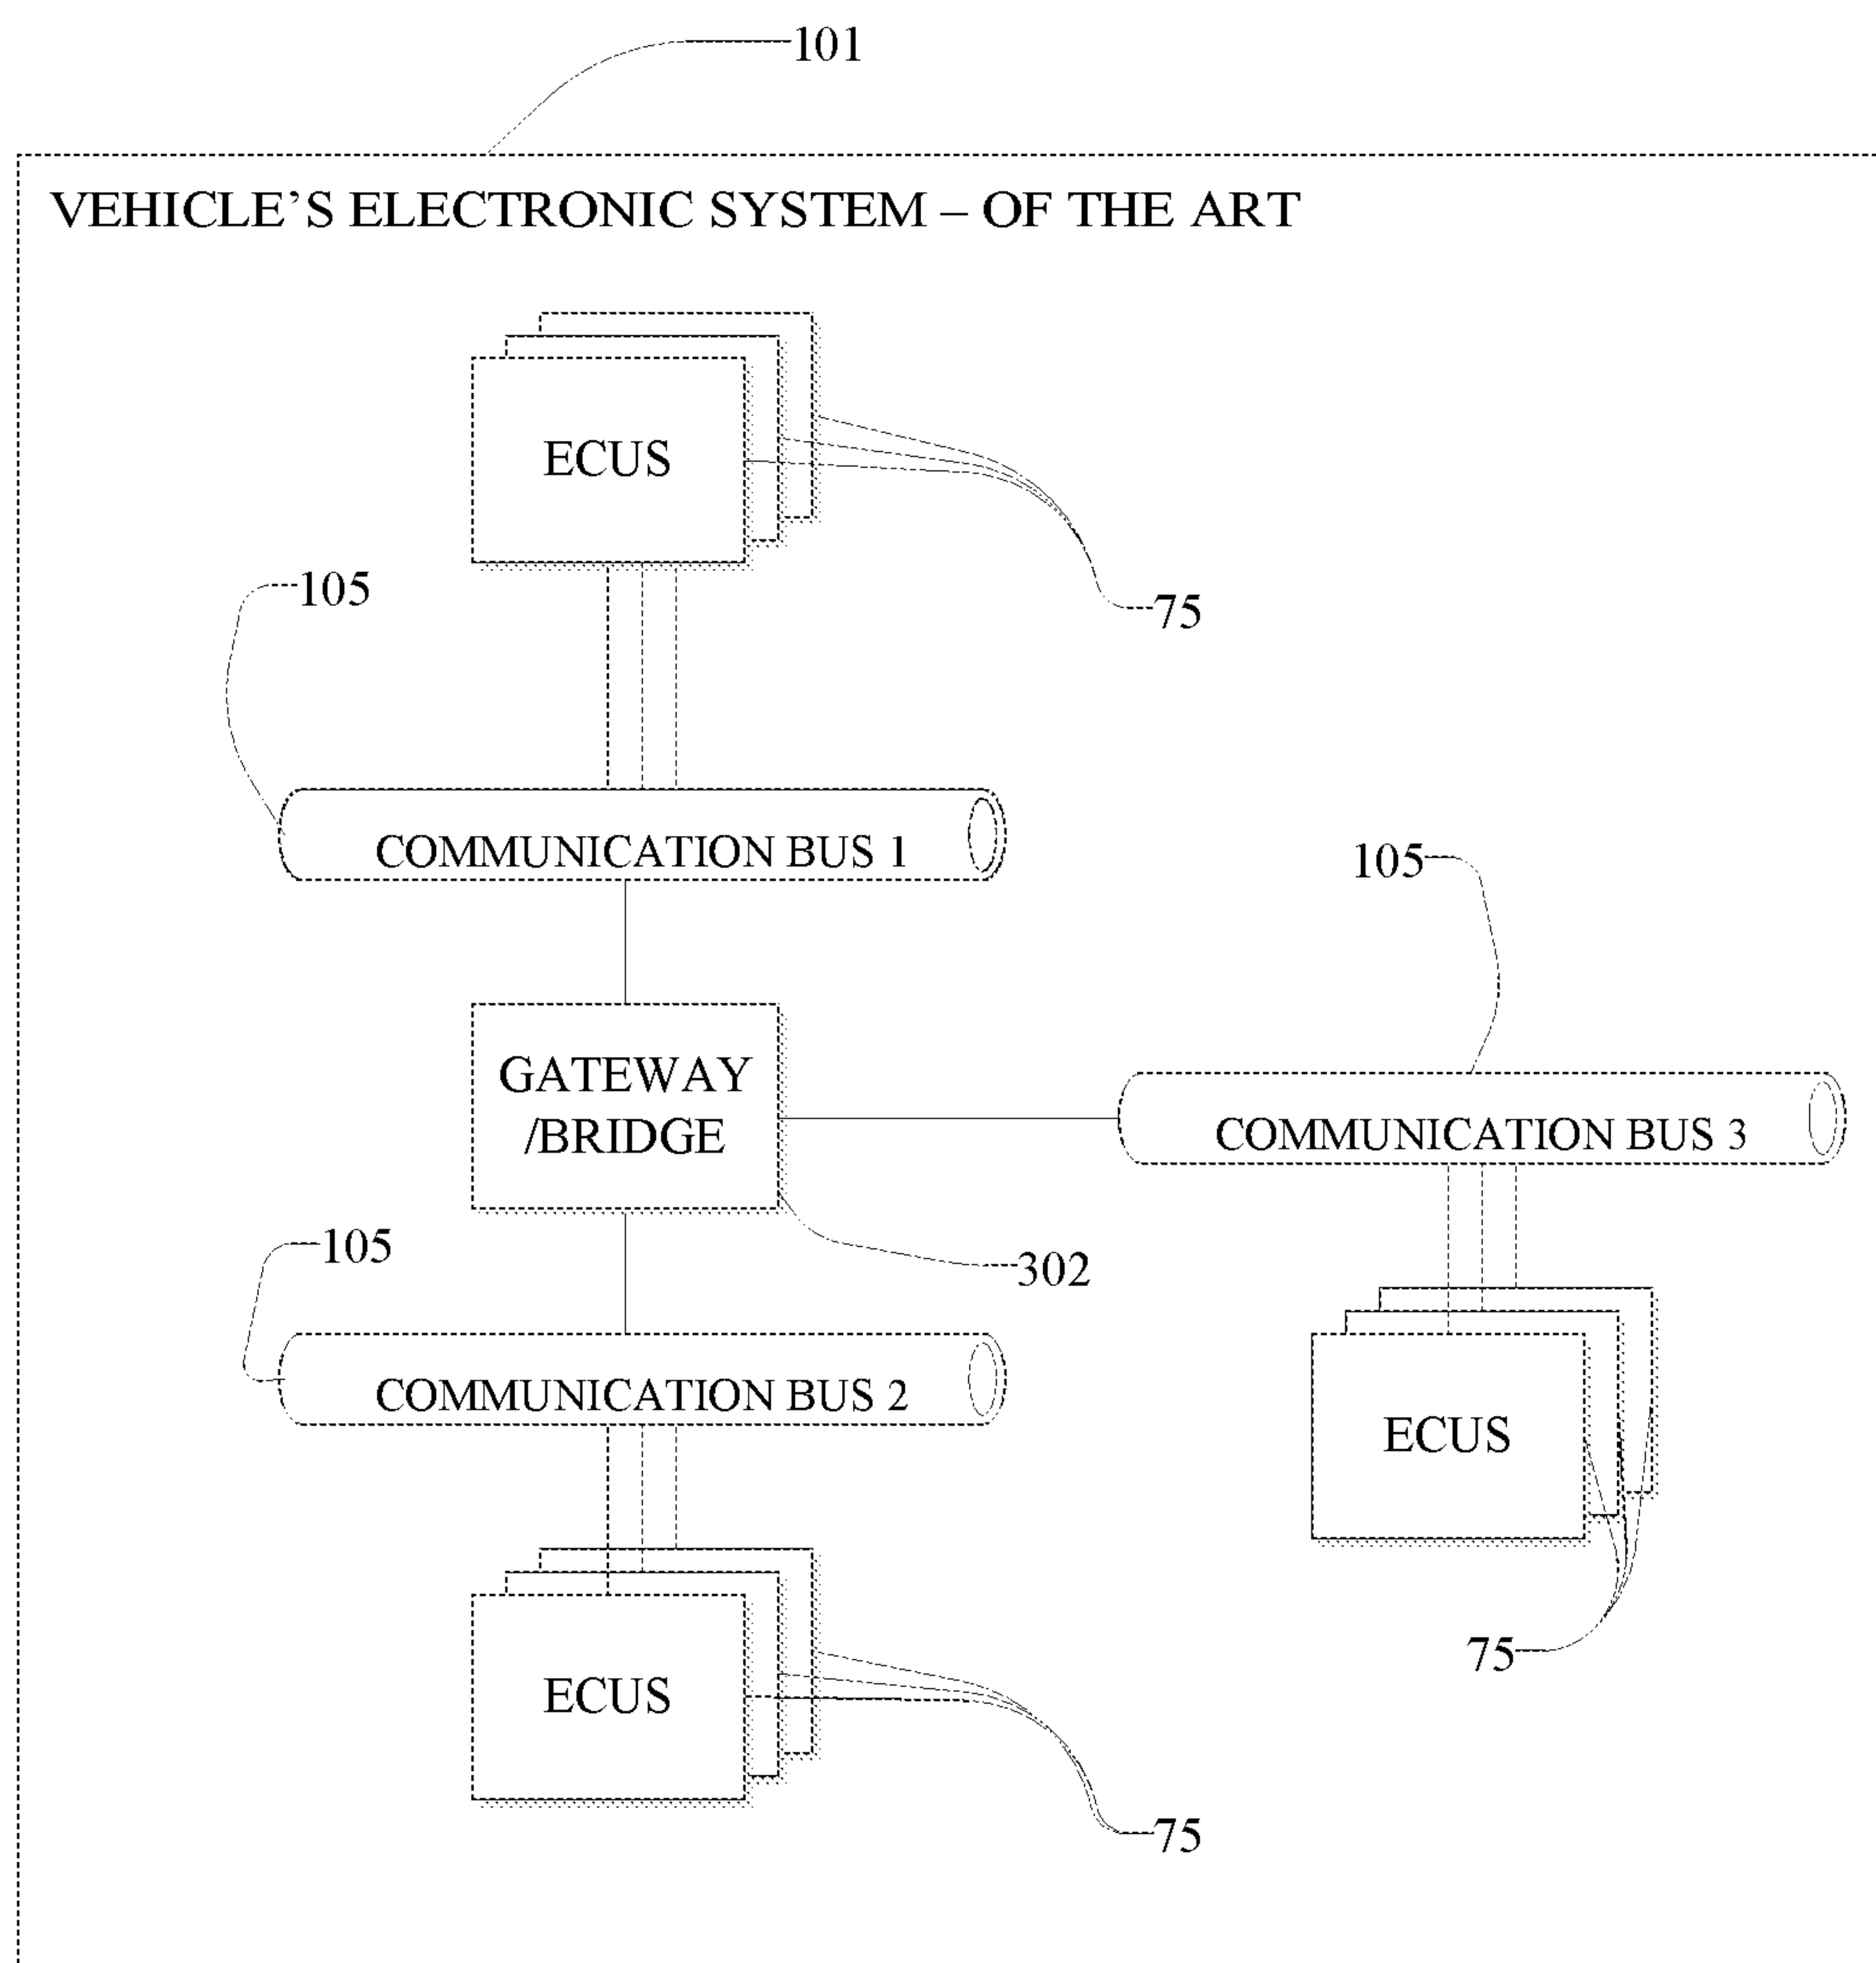 101
VEHICLE’S ELECTRONIC SYSTEM – OF THE ART
ECUS
105
75
COMMUNICATION BUS 1
105
GATEWAY
/BRIDGE
COMMUNICATION BUS 3
105
302
COMMUNICATION BUS 2
ECUS
75
ECUS
75